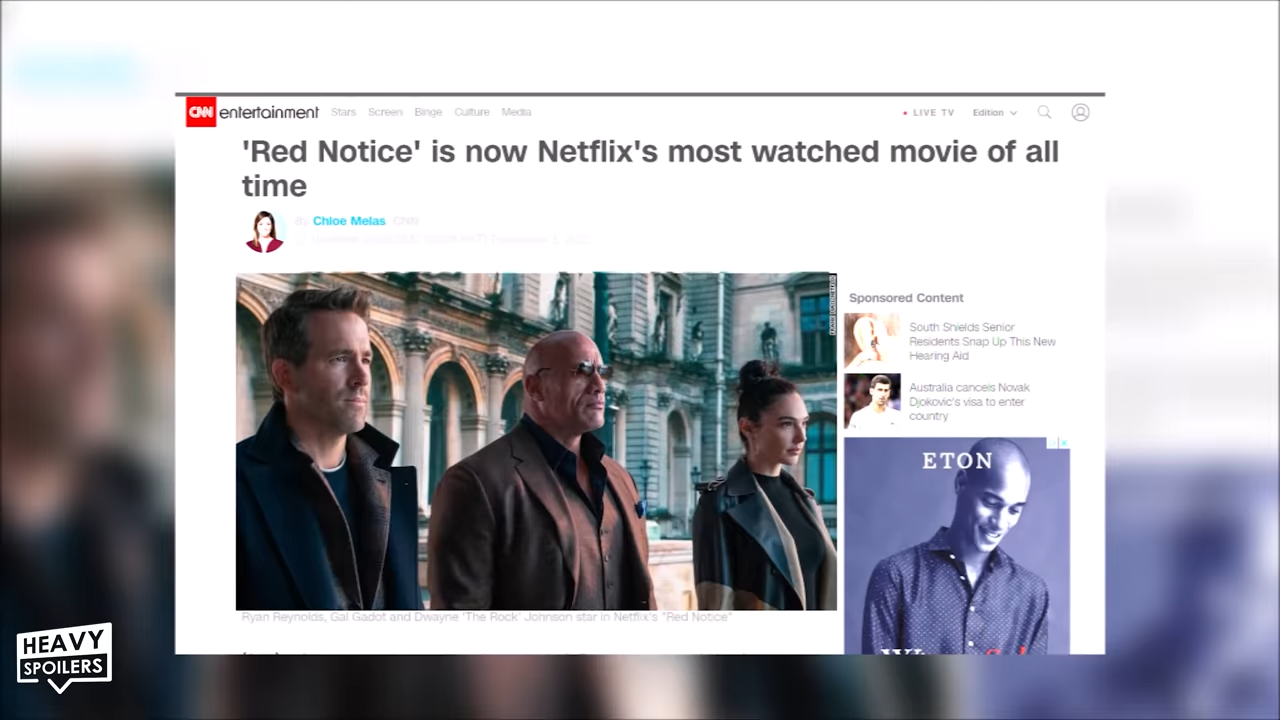 CNN entertainment Stars Screen Binge Culture Media
LIVE TV Edition
'Red Notice' is now Netflix's most watched movie of all
time
By Chloe Melas CNN
Ryan Reynolds, Gal Gadot and Dwayne 'The Rock' Johnson star in Netflix's "Red Notice"
Sponsored Content
South Shields Senior
Residents Snap Up This New
Hearing Aid
Australia cancels Novak
Djokovic's visa to enter
country
ETON
HEAVY
SPOILERS